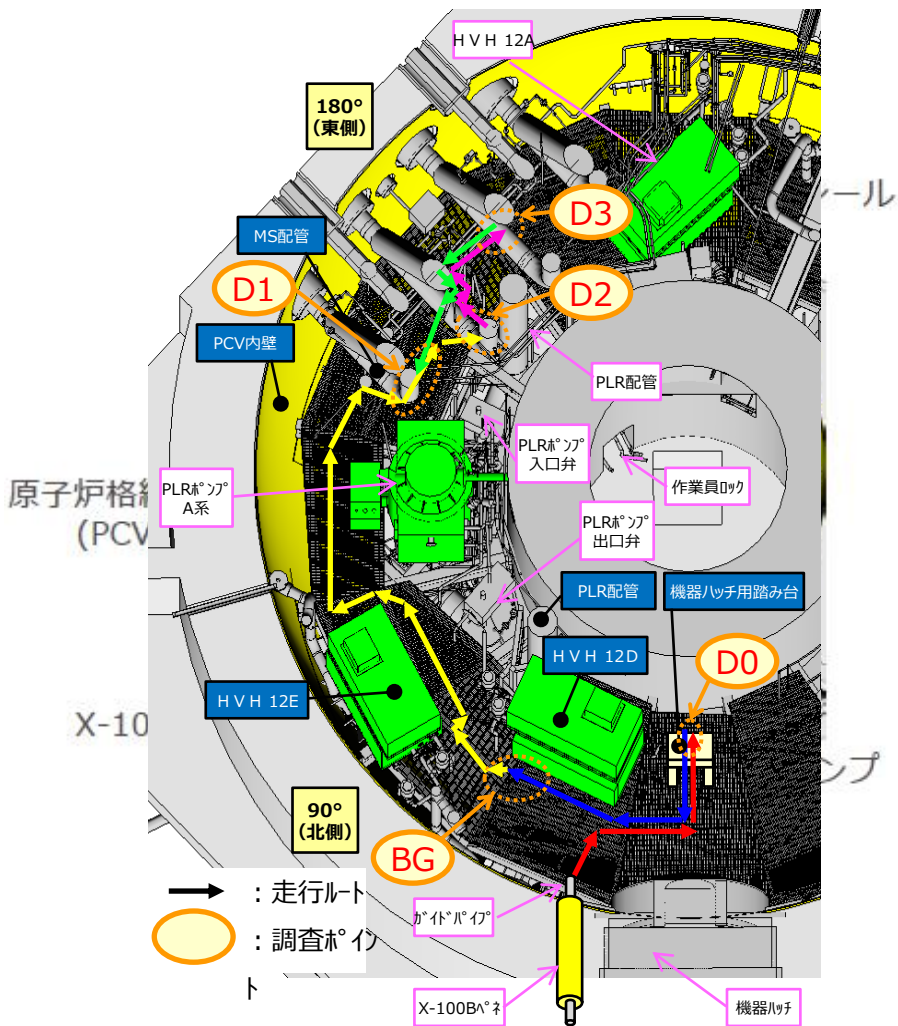 HVH 12A
180°
(東側)
ール
D3
MS配管
D1
D2
PCV内壁
PLR配管
PLRﾎﾟﾝﾌﾟ
入口弁
PLRﾎﾟﾝﾌﾟ
A系
原子炉格
(PCV
作業員ﾛｯｸ
PLRﾎﾟﾝﾌﾟ
出口弁
PLR配管
機器ﾊｯﾁ用踏み台
HVH 12D
D0
HVH 12E
X-10
ンプ
90°
(北側)
BG
：走行ﾙｰﾄ
ｶﾞｲﾄﾞﾊﾟｲﾌﾟ
：調査ﾎﾟｲﾝ
ト
X-100Bﾍﾟﾈ
機器ﾊｯﾁ